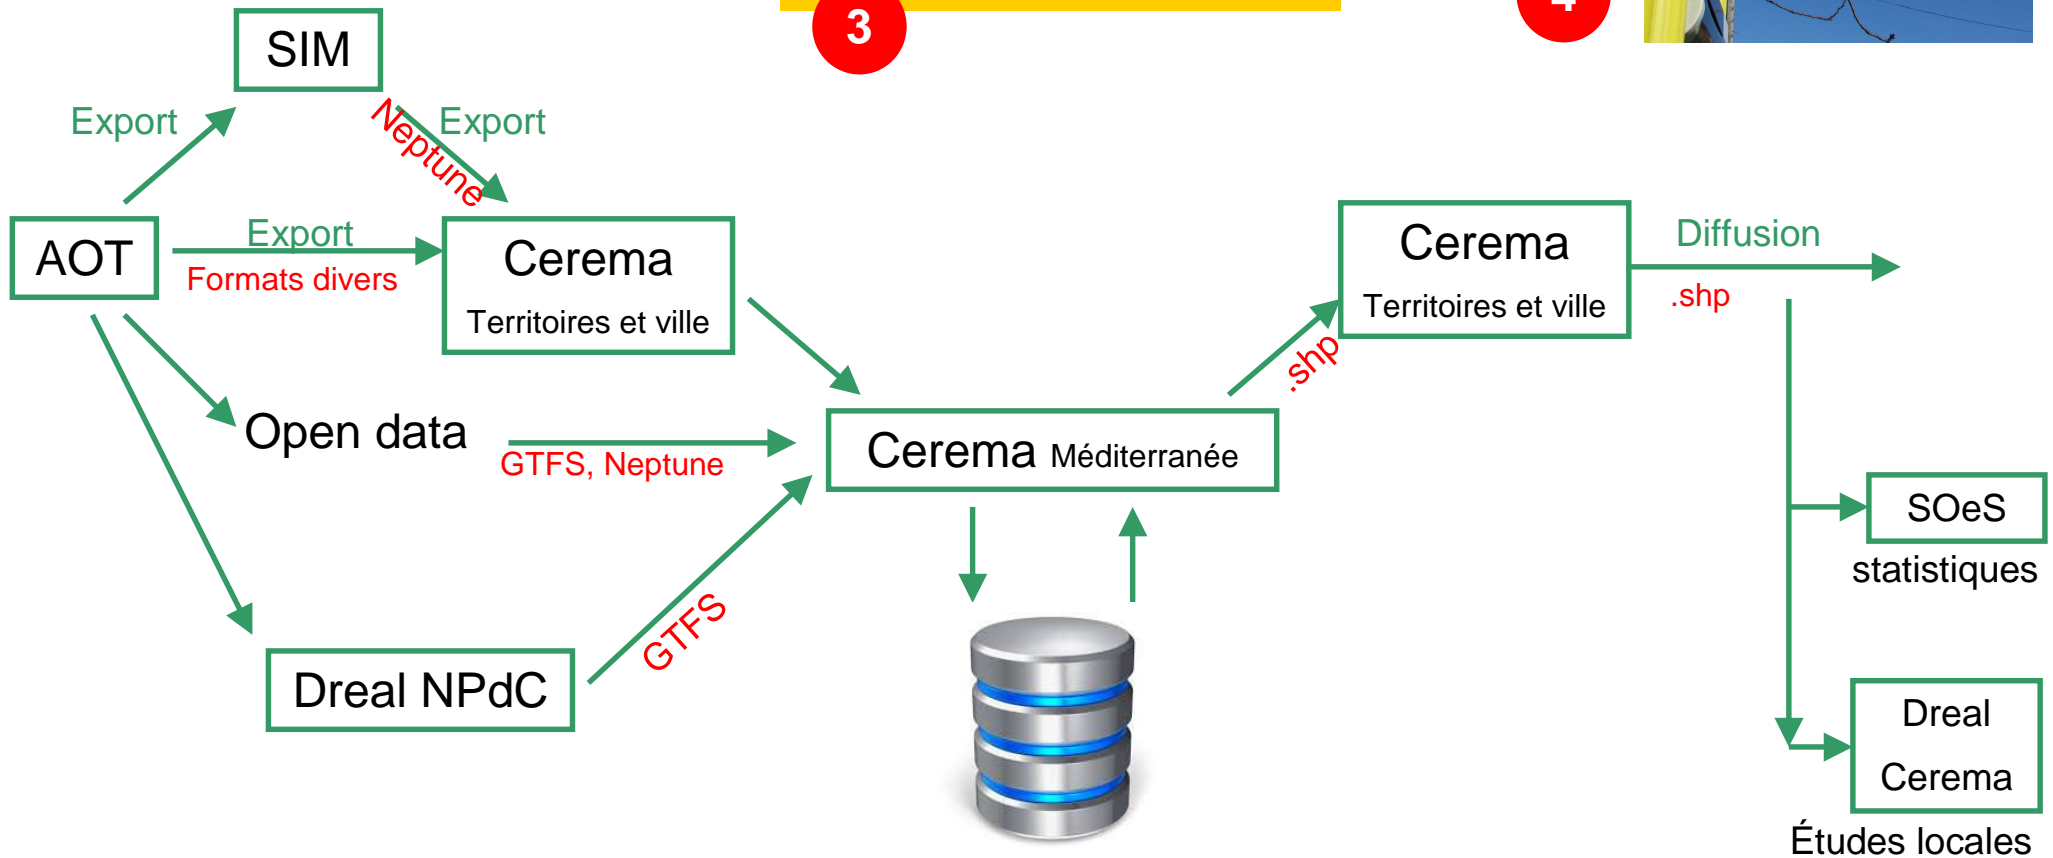 3
4
SIM
Export
Neptune
Export
AOT
Export
Formats divers
Cerema
Territoires et ville
Cerema
Territoires et ville
Diffusion
.shp
.shp
Open data
GTFS, Neptune
Cerema Méditerranée
GTFS
Dreal NPdC
SOeS
statistiques
Dreal
Cerema
Études locales